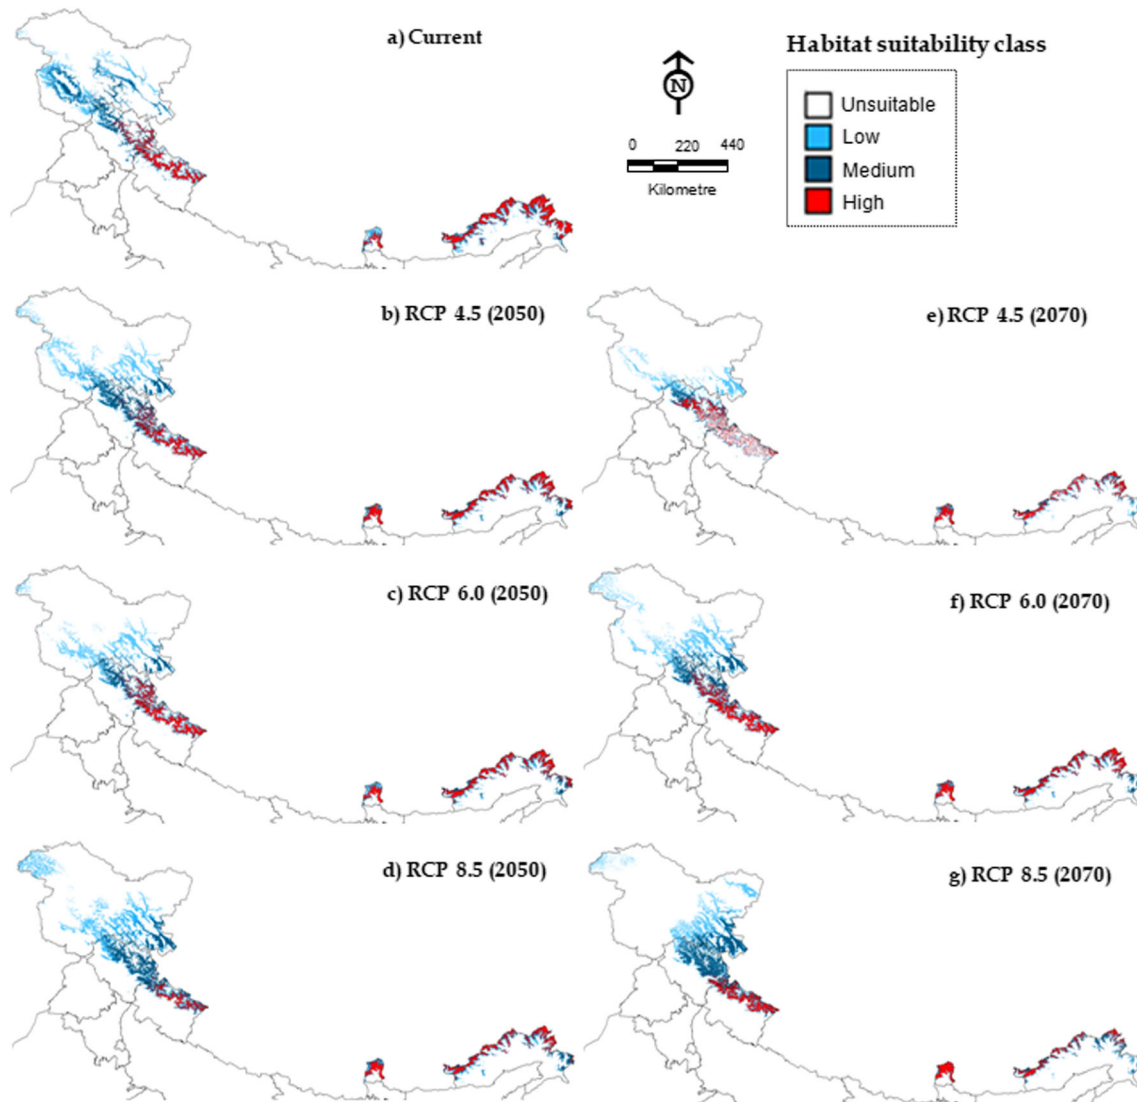 a) Current
N
0 220 440
Kilometre
Habitat suitability class
Unsuitable
Low
Medium
High
b) RCP 4.5 (2050)
e) RCP 4.5 (2070)
c) RCP 6.0 (2050)
f) RCP 6.0 (2070)
d) RCP 8.5 (2050)
g) RCP 8.5 (2070)